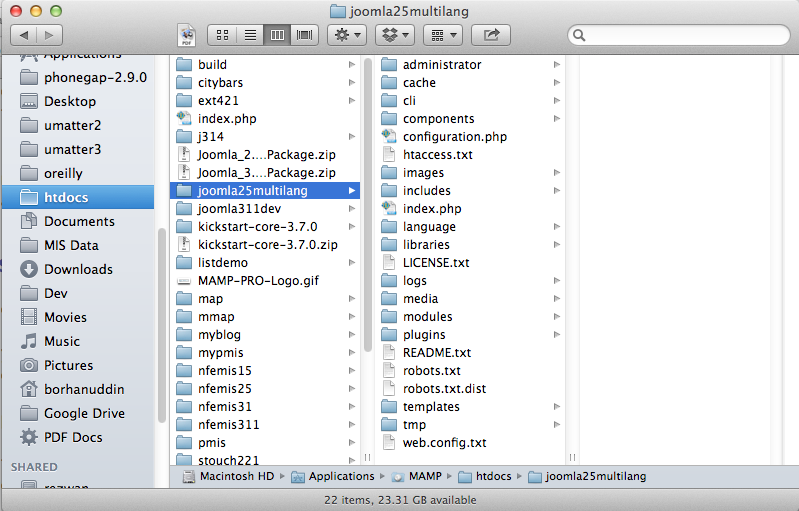 joomla25multilang
PDF
Applications
phonegap-2.9.0
Desktop
umatter2
umatter3
oreilly
htdocs
Documents
MIS Data
Downloads
Dev
Movies
Music
Pictures
borhanuddin
Google Drive
PDF Docs
SHARED
rezwan
build
citybars
ext421
index.php
j314
Joomla_2....Package.zip
Joomla_3....Package.zip
joomla25multilang
joomla311dev
kickstart-core-3.7.0
kickstart-core-3.7.0.zip
listdemo
MAMP-PRO-Logo.gif
map
mmap
myblog
mypmis
nfemis15
nfemis25
nfemis31
nfemis311
pmis
stouch221
administrator
cache
cli
components
configuration.php
htaccess.txt
images
includes
index.php
language
libraries
LICENSE.txt
logs
media
modules
plugins
README.txt
robots.txt
robots.txt.dist
templates
tmp
web.config.txt
Macintosh HD
Applications
MAMP
htdocs
joomla25multilang
22 items, 23.31 GB available